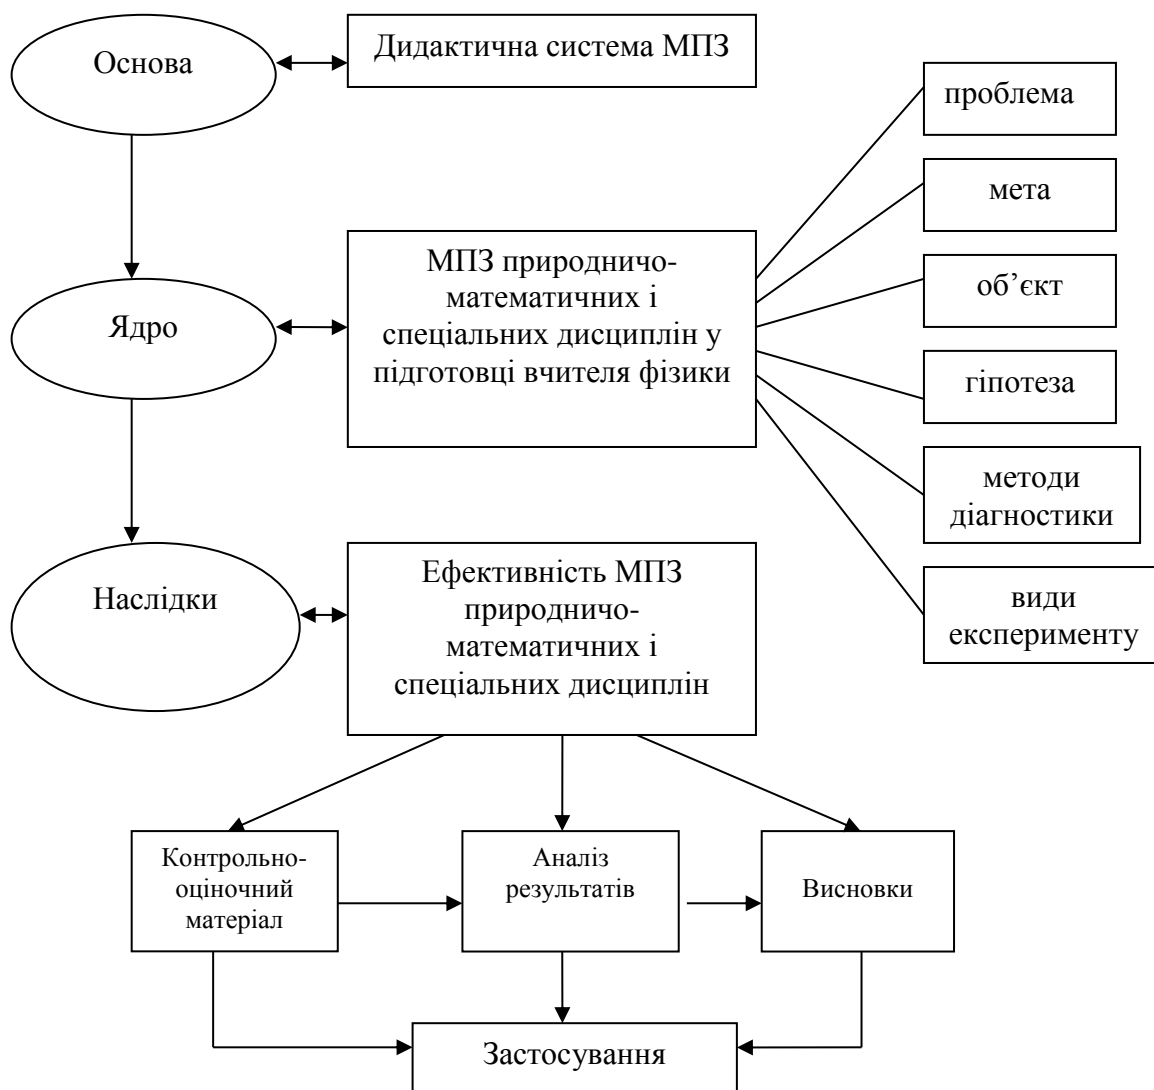 Основа
Дидактична система МПЗ
проблема
мета
МПЗ природничо-
математичних і
спеціальних дисциплін у
підготовці вчителя фізики
об’єкт
Ядро
гіпотеза
методи
діагностики
Наслідки
Ефективність МПЗ
природничо-
математичних і
спеціальних дисциплін
види
експерименту
Контрольно-
оціночний
матеріал
Аналіз
результатів
Висновки
Застосування